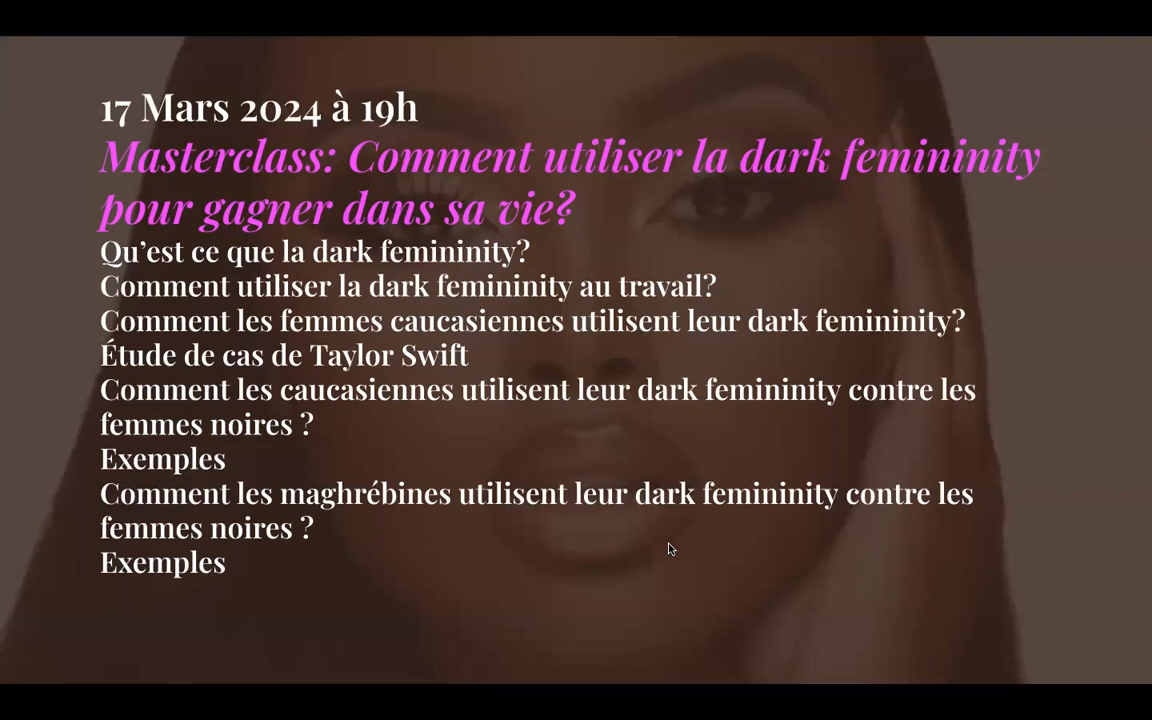 17 Mars 2024 à 19h
Masterclass: Comment utiliser la dark femininity
pour gagner dans sa vie?
Qu’est ce que la dark femininity?
Comment utiliser la dark femininity au travail?
Comment les femmes caucasiennes utilisent leur dark femininity?
Étude de cas de Taylor Swift
Comment les caucasiennes utilisent leur dark femininity contre les
femmes noires ?
Exemples
Comment les maghrébines utilisent leur dark femininity contre les
femmes noires ?
Exemples